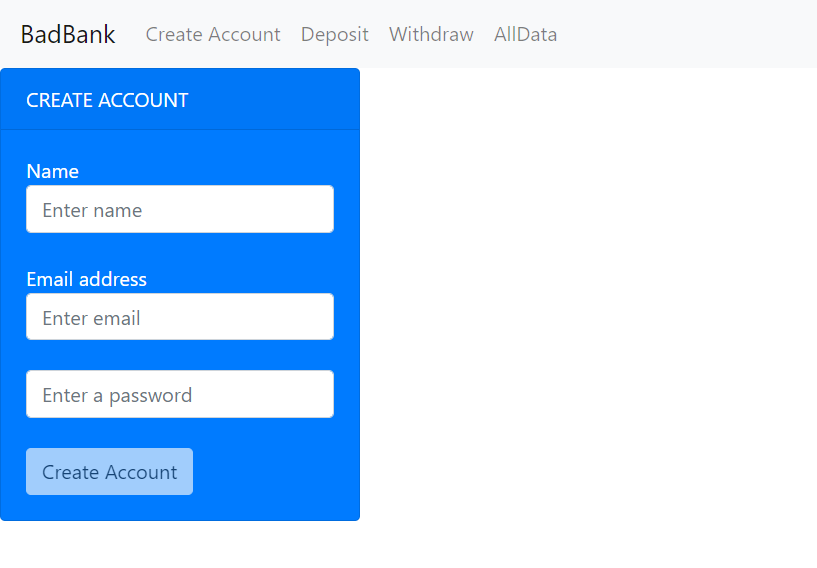 BadBank Create Account Deposit Withdraw AllData
CREATE ACCOUNT
Name
Enter name
Email address
Enter email
Enter a password
Create Account